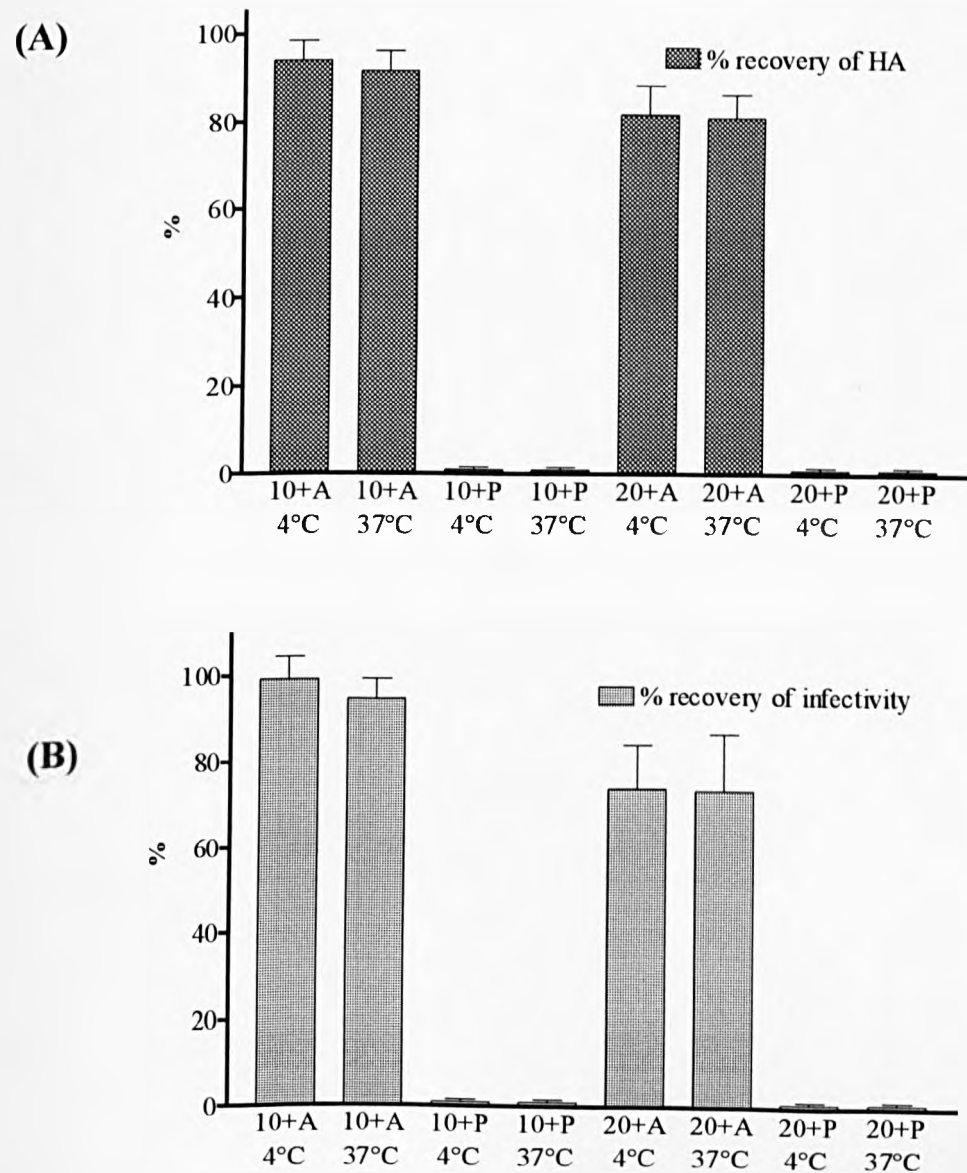 (A)
% recovery of HA
100
80
60
40
20
0
%
10+A 10+A 10+P 10+P 20+A 20+A 20+P 20+P
4°C 37°C 4°C 37°C 4°C 37°C 4°C 37°C
(B)
% recovery of infectivity
100
80
60
40
20
0
%
10+A 10+A 10+P 10+P 20+A 20+A 20+P 20+P
4°C 37°C 4°C 37°C 4°C 37°C 4°C 37°C